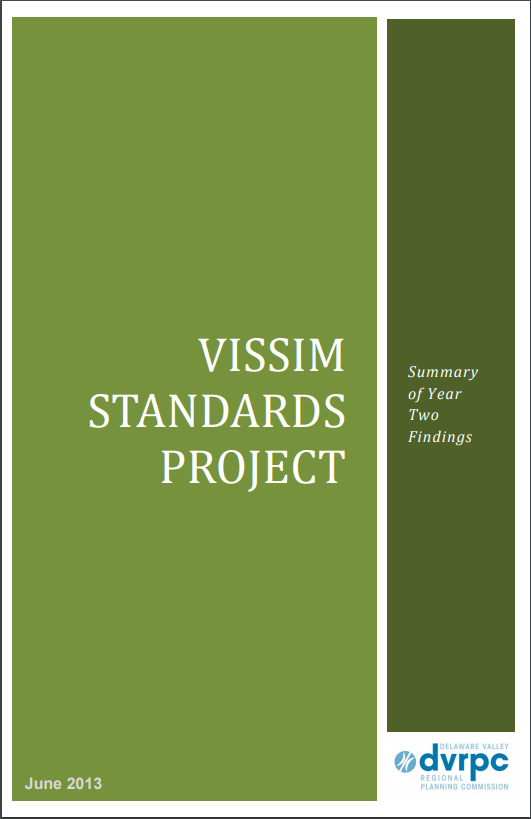 VISSIM
STANDARDS
PROJECT
Summary
of Year
Two
Findings
June 2013
DELAWARE VALLEY
dvrpc
REGIONAL
PLANNING COMMISSION